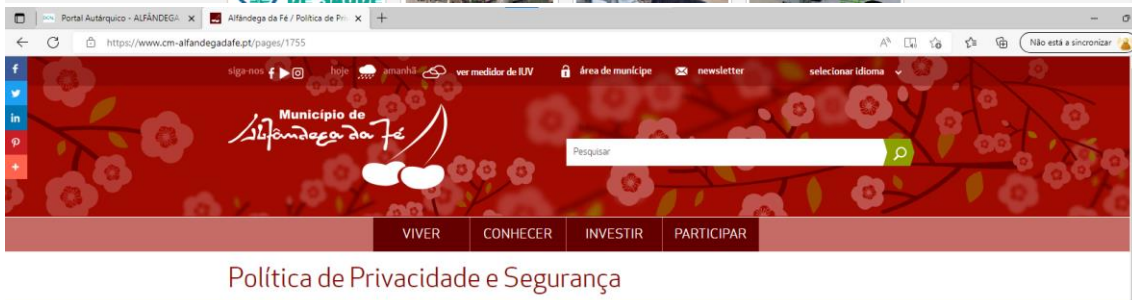 Portal Autárquico - ALFÂNDEGA
Alfândega da Fé / Política de Pri
https://www.cm-alfandegadafe.pt/pages/1755
Não está a sincronizar
siga-nos
hoje
amanhã
ver medidor de IUV
área de munícipe
newsletter
selecionar idioma
Município de
Alfândega da Fé
Pesquisar
VIVER
CONHECER
INVESTIR
PARTICIPAR
Política de Privacidade e Segurança